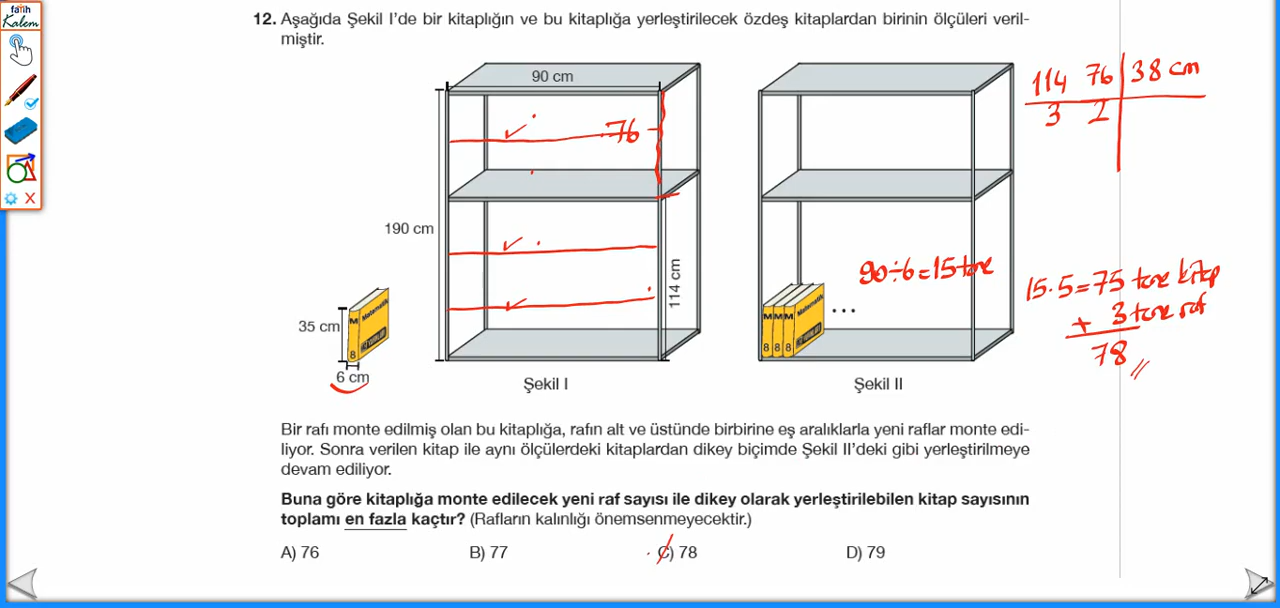 fatih
Kalem
12. Aşağıda Şekil I'de bir kitaplığın ve bu kitaplığa yerleştirilecek özdeş kitaplardan birinin ölçüleri veril-
miştir.
90 cm
76
190 cm
114 cm
35 cm
6 cm
M Matematik
8
Şekil I
M M M Matematik
8 8 8
...
90÷6=15 tane
Şekil II
114 76 | 38 cm
3 2
15.5=75 tane kitap
+ 3 tane raf
78
Bir rafı monte edilmiş olan bu kitaplığa, rafın alt ve üstünde birbirine eş aralıklarla yeni raflar monte edi-
liyor. Sonra verilen kitap ile aynı ölçülerdeki kitaplardan dikey biçimde Şekil II'deki gibi yerleştirilmeye
devam ediliyor.
Buna göre kitaplığa monte edilecek yeni raf sayısı ile dikey olarak yerleştirilebilen kitap sayısının
toplamı en fazla kaçtır? (Rafların kalınlığı önemsenmeyecektir.)
A) 76 B) 77 C) 78 D) 79